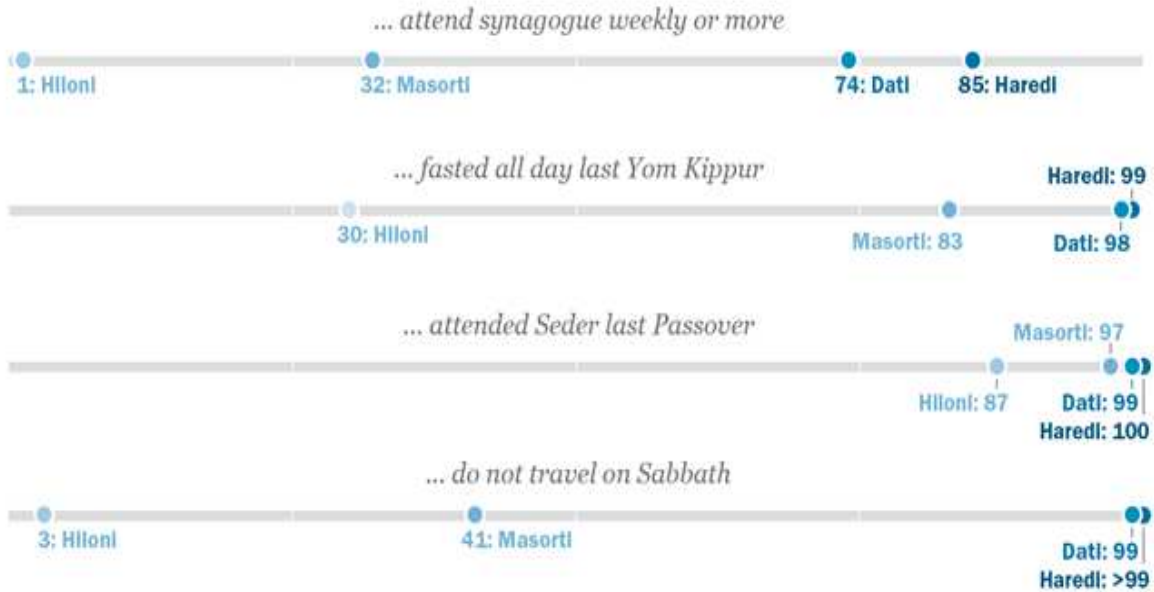 ... attend synagogue weekly or more
1: Hiloni
32: Masorti
74: Dati
85: Haredi
... fasted all day last Yom Kippur
Haredi: 99
30: Hiloni
Masorti: 83
Dati: 98
... attended Seder last Passover
Masorti: 97
Hiloni: 87
Dati: 99
Haredi: 100
... do not travel on Sabbath
3: Hiloni
41: Masorti
Dati: 99
Haredi: >99